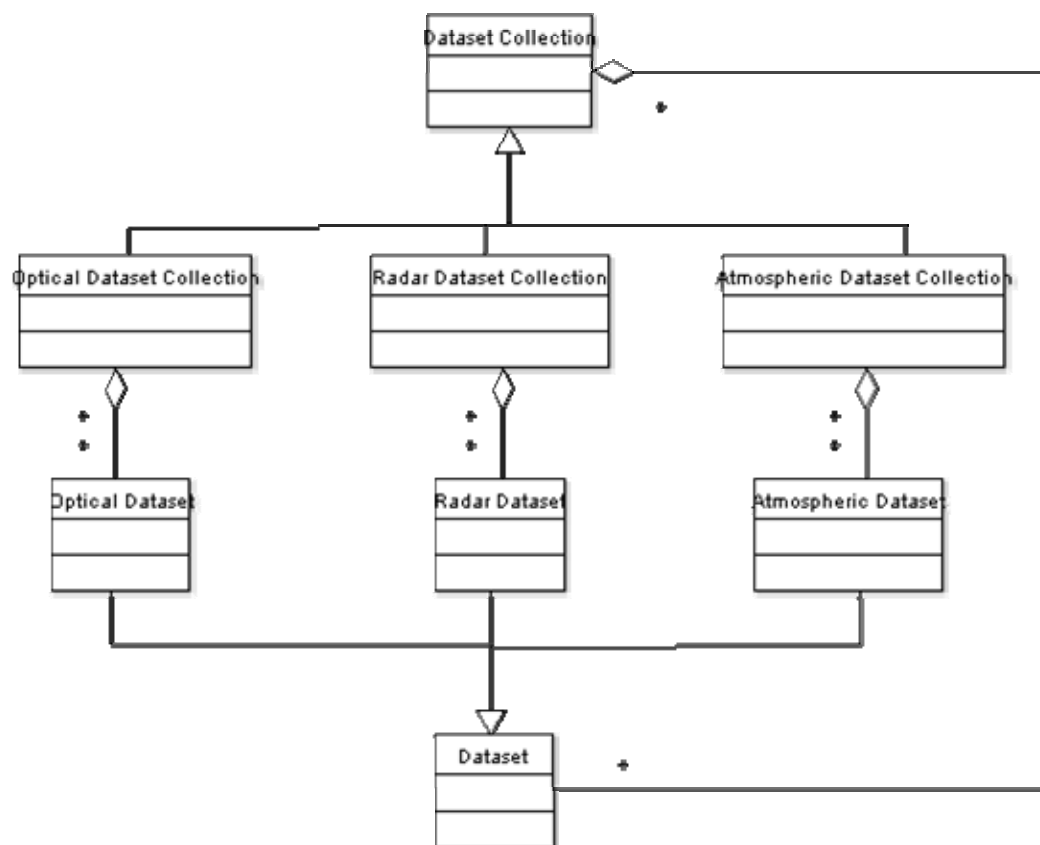 Dataset Collection
*
Optical Dataset Collection
Radar Dataset Collection
Atmospheric Dataset Collection
*
*
*
*
*
*
Optical Dataset
Radar Dataset
Atmospheric Dataset
Dataset
*